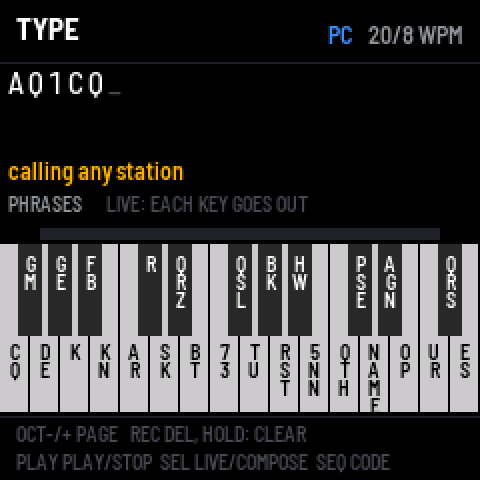 TYPE
PC 20/8 WPM
AQ1CQ_
calling any station
PHRASES LIVE: EACH KEY GOES OUT
GM GE FB R QRZ QSL BK HW PSE AGN QRS
CQ DE K KN AR SK BT 73 TU RST 5NN QTH NAME OP UR ES
OCT-/+ PAGE REC DEL, HOLD: CLEAR
PLAY PLAY/STOP SEL LIVE/COMPOSE SEQ CODE